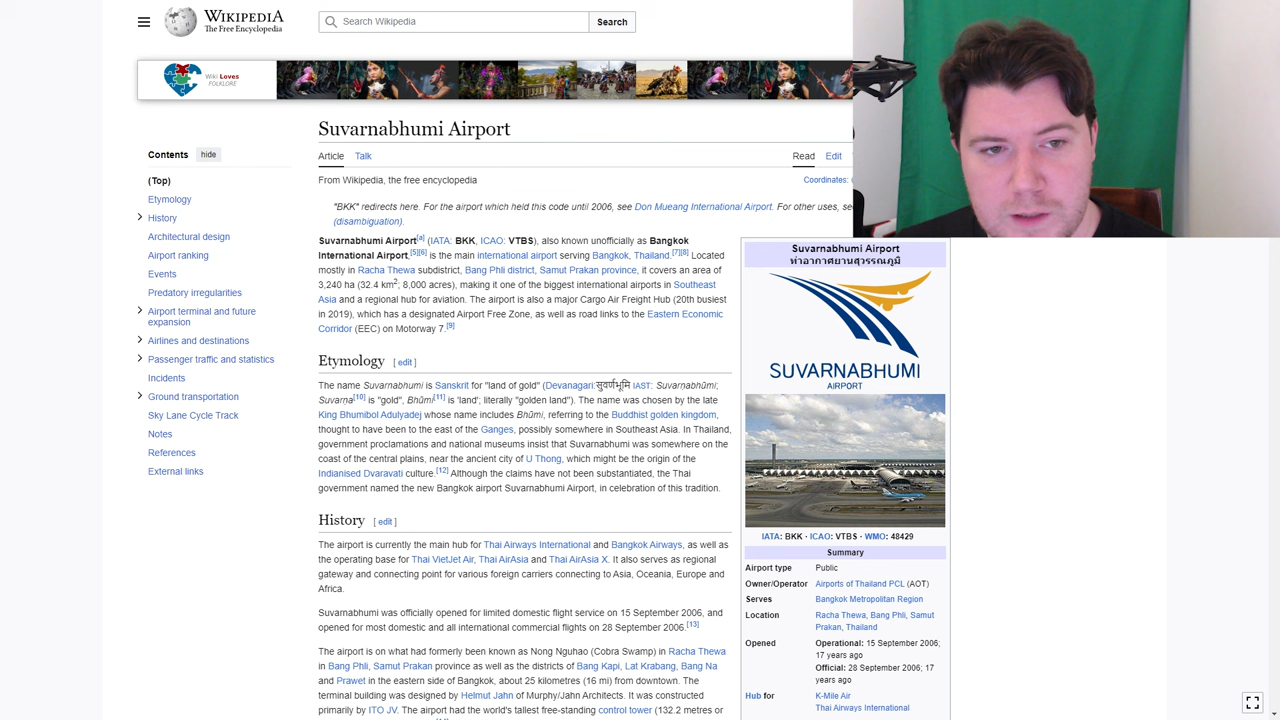 WIKIPEDIA
The Free Encyclopedia
Search Wikipedia
Search
Wiki Loves
FOLKLORE
Suvarnabhumi Airport
Article
Talk
Read
Edit
From Wikipedia, the free encyclopedia
Coordinates:
"BKK" redirects here. For the airport which held this code until 2006, see Don Mueang International Airport. For other uses, see
(disambiguation).
Contents
hide
(Top)
Etymology
History
Architectural design
Airport ranking
Events
Predatory irregularities
Airport terminal and future
expansion
Airlines and destinations
Passenger traffic and statistics
Incidents
Ground transportation
Sky Lane Cycle Track
Notes
References
External links
Suvarnabhumi Airport[a] (IATA: BKK, ICAO: VTBS), also known unofficially as Bangkok
International Airport,[5][6] is the main international airport serving Bangkok, Thailand.[7][8] Located
mostly in Racha Thewa subdistrict, Bang Phli district, Samut Prakan province, it covers an area of
3,240 ha (32.4 km2; 8,000 acres), making it one of the biggest international airports in Southeast
Asia and a regional hub for aviation. The airport is also a major Cargo Air Freight Hub (20th busiest
in 2019), which has a designated Airport Free Zone, as well as road links to the Eastern Economic
Corridor (EEC) on Motorway 7.[9]
Etymology [ edit ]
The name Suvarnabhumi is Sanskrit for "land of gold" (Devanagari:सुवर्णभूमि IAST: Suvarṇabhūmi;
Suvarṇa[10] is "gold", Bhūmi[11] is 'land'; literally "golden land"). The name was chosen by the late
King Bhumibol Adulyadej whose name includes Bhūmi, referring to the Buddhist golden kingdom,
thought to have been to the east of the Ganges, possibly somewhere in Southeast Asia. In Thailand,
government proclamations and national museums insist that Suvarnabhumi was somewhere on the
coast of the central plains, near the ancient city of U Thong, which might be the origin of the
Indianised Dvaravati culture.[12] Although the claims have not been substantiated, the Thai
government named the new Bangkok airport Suvarnabhumi Airport, in celebration of this tradition.
History [ edit ]
The airport is currently the main hub for Thai Airways International and Bangkok Airways, as well as
the operating base for Thai VietJet Air, Thai AirAsia and Thai AirAsia X. It also serves as regional
gateway and connecting point for various foreign carriers connecting to Asia, Oceania, Europe and
Africa.
Suvarnabhumi was officially opened for limited domestic flight service on 15 September 2006, and
opened for most domestic and all international commercial flights on 28 September 2006.[13]
The airport is on what had formerly been known as Nong Nguhao (Cobra Swamp) in Racha Thewa
in Bang Phli, Samut Prakan province as well as the districts of Bang Kapi, Lat Krabang, Bang Na
and Prawet in the eastern side of Bangkok, about 25 kilometres (16 mi) from downtown. The
terminal building was designed by Helmut Jahn of Murphy/Jahn Architects. It was constructed
primarily by ITO JV. The airport had the world's tallest free-standing control tower (132.2 metres or
Suvarnabhumi Airport
ท่าอากาศยานสุวรรณภูมิ
SUVARNABHUMI
AIRPORT
IATA: BKK · ICAO: VTBS · WMO: 48429
Summary
Airport type Public
Owner/Operator Airports of Thailand PCL (AOT)
Serves Bangkok Metropolitan Region
Location Racha Thewa, Bang Phli, Samut
Prakan, Thailand
Opened Operational: 15 September 2006;
17 years ago
Official: 28 September 2006; 17
years ago
Hub for K-Mile Air
Thai Airways International